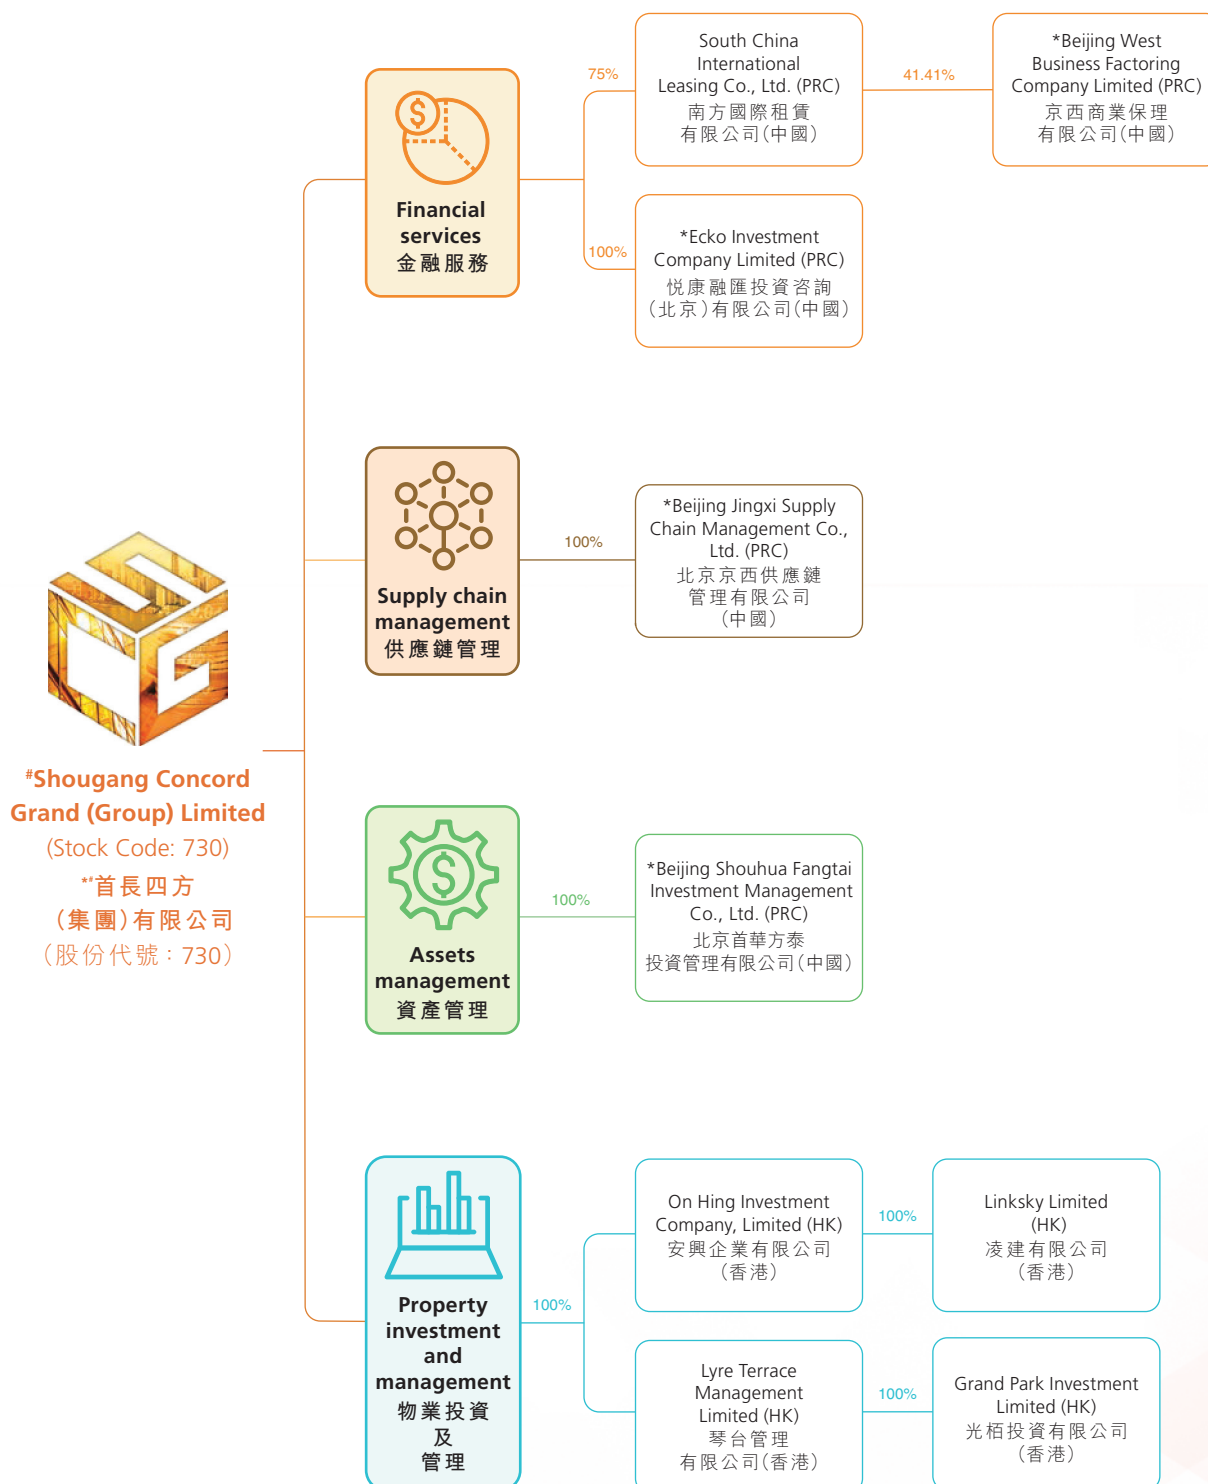 #Shougang Concord
Grand (Group) Limited
(Stock Code: 730)
*#首長四方
(集團)有限公司
(股份代號：730)
Financial
services
金融服務
75%
South China
International
Leasing Co., Ltd. (PRC)
南方國際租賃
有限公司(中國)
41.41%
*Beijing West
Business Factoring
Company Limited (PRC)
京西商業保理
有限公司(中國)
100%
*Ecko Investment
Company Limited (PRC)
悦康融匯投資咨詢
(北京)有限公司(中國)
Supply chain
management
供應鏈管理
100%
*Beijing Jingxi Supply
Chain Management Co.,
Ltd. (PRC)
北京京西供應鏈
管理有限公司
(中國)
Assets
management
資產管理
100%
*Beijing Shouhua Fangtai
Investment Management
Co., Ltd. (PRC)
北京首華方泰
投資管理有限公司(中國)
Property
investment
and
management
物業投資
及
管理
100%
On Hing Investment
Company, Limited (HK)
安興企業有限公司
(香港)
100%
Linksky Limited
(HK)
凌建有限公司
(香港)
Lyre Terrace
Management
Limited (HK)
琴台管理
有限公司(香港)
100%
Grand Park Investment
Limited (HK)
光栢投資有限公司
(香港)